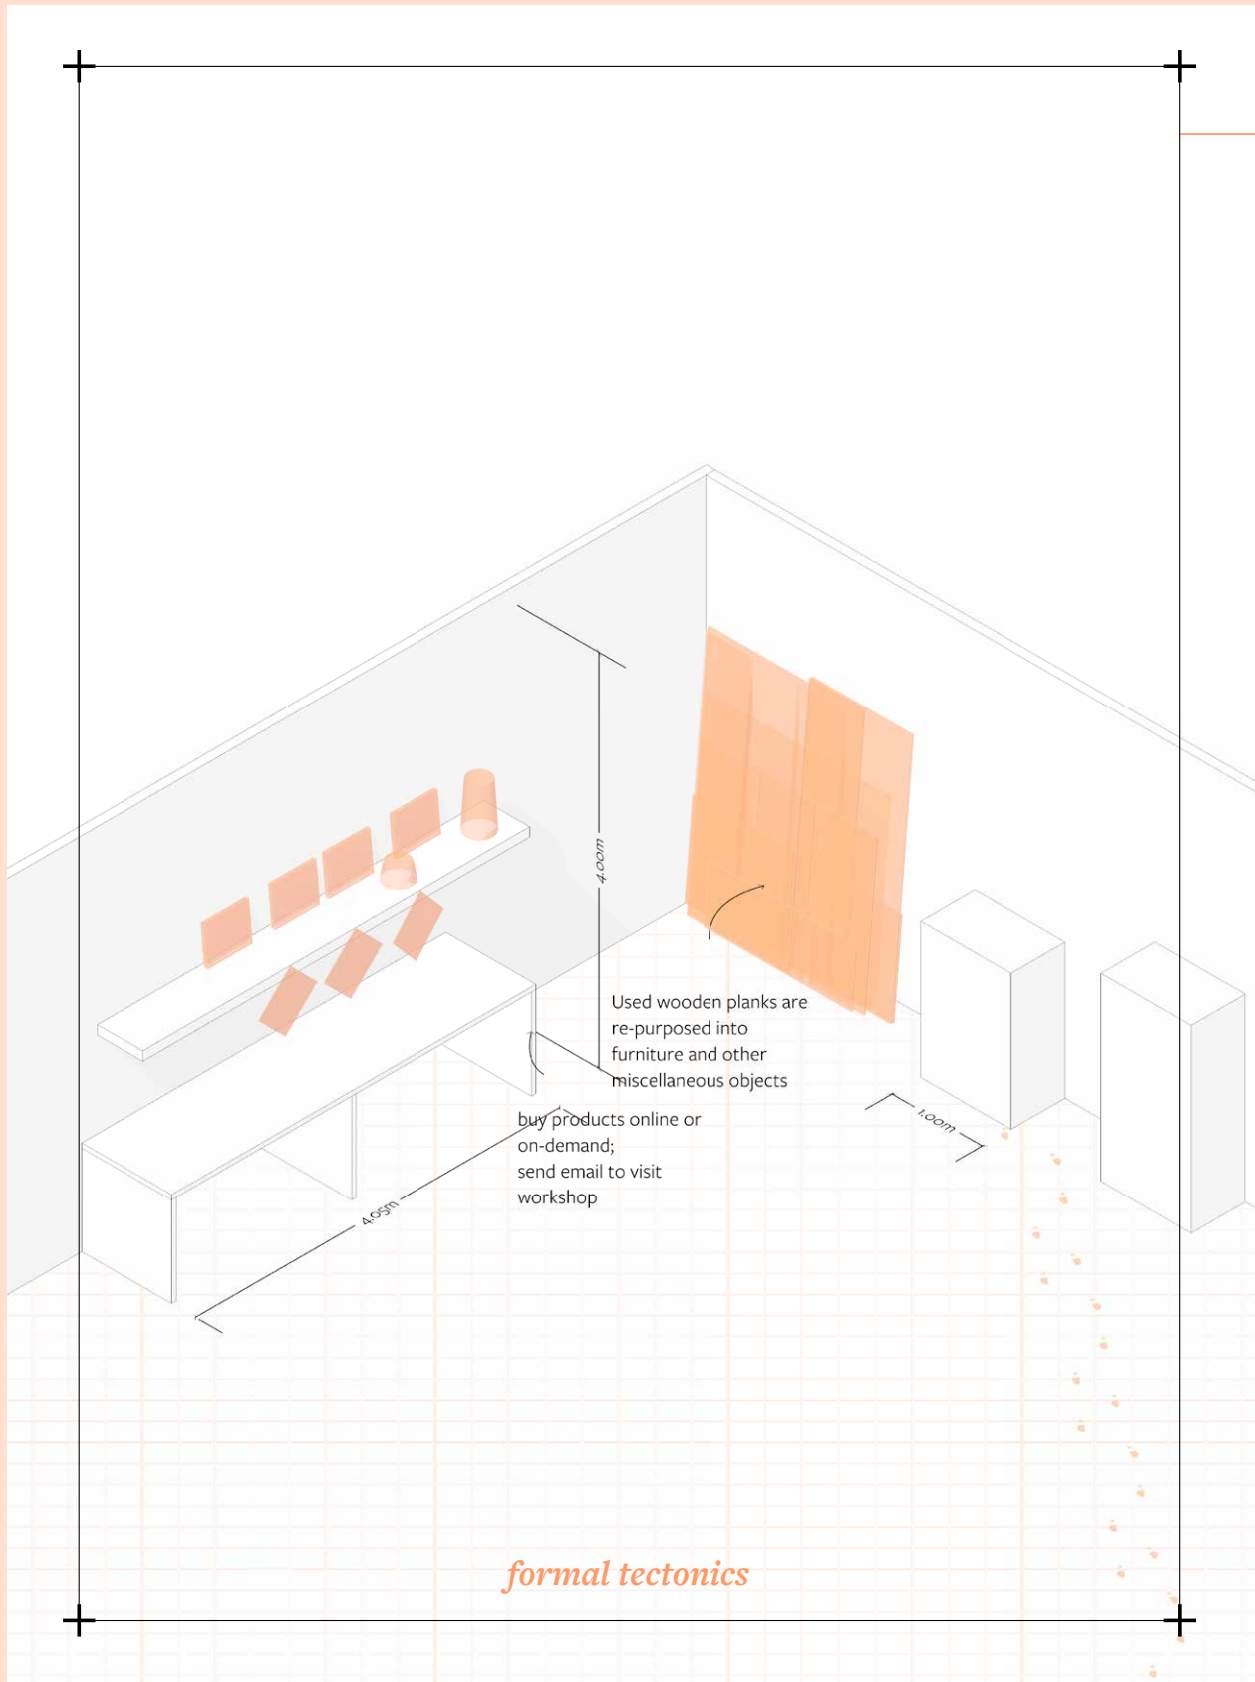 4.00m
Used wooden planks are
re-purposed into
furniture and other
miscellaneous objects
1.00m
buy products online or
on-demand;
send email to visit
workshop
4.05m
formal tectonics